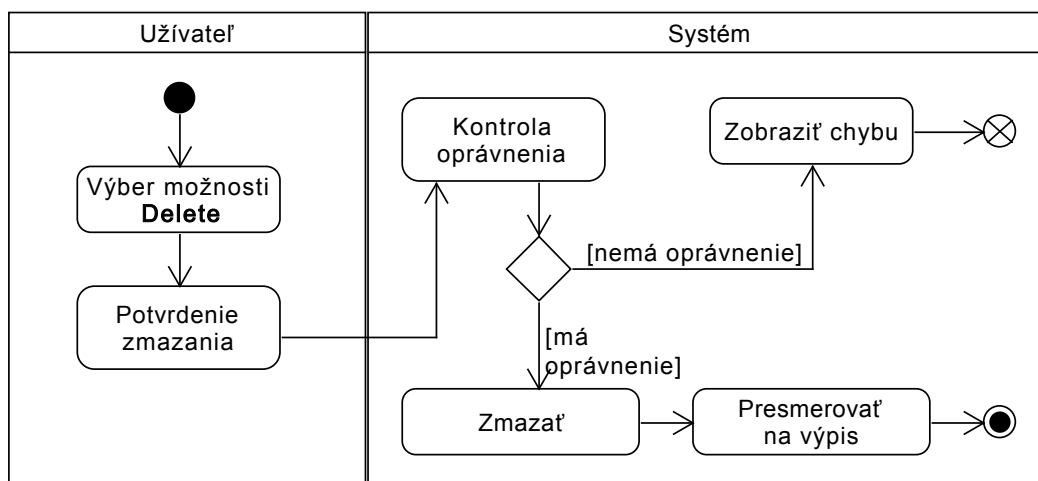 Užívateľ
Systém
Výber možnosti
Delete
Potvrdenie
zmazania
Kontrola
oprávnenia
Zobraziť chybu
[nemá oprávnenie]
[má
oprávnenie]
Zmazať
Presmerovať
na výpis